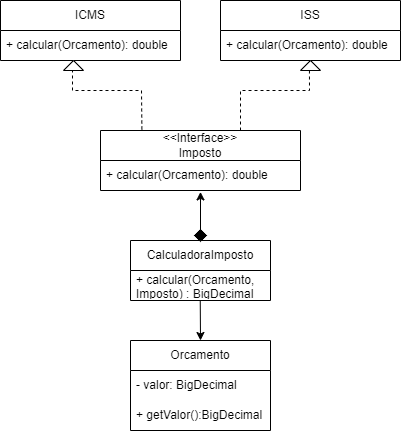 ICMS
+ calcular(Orcamento): double
ISS
+ calcular(Orcamento): double
<<Interface>>
Imposto
+ calcular(Orcamento): double
CalculadoraImposto
+ calcular(Orcamento,
Imposto) : BigDecimal
Orcamento
- valor: BigDecimal
+ getValor():BigDecimal